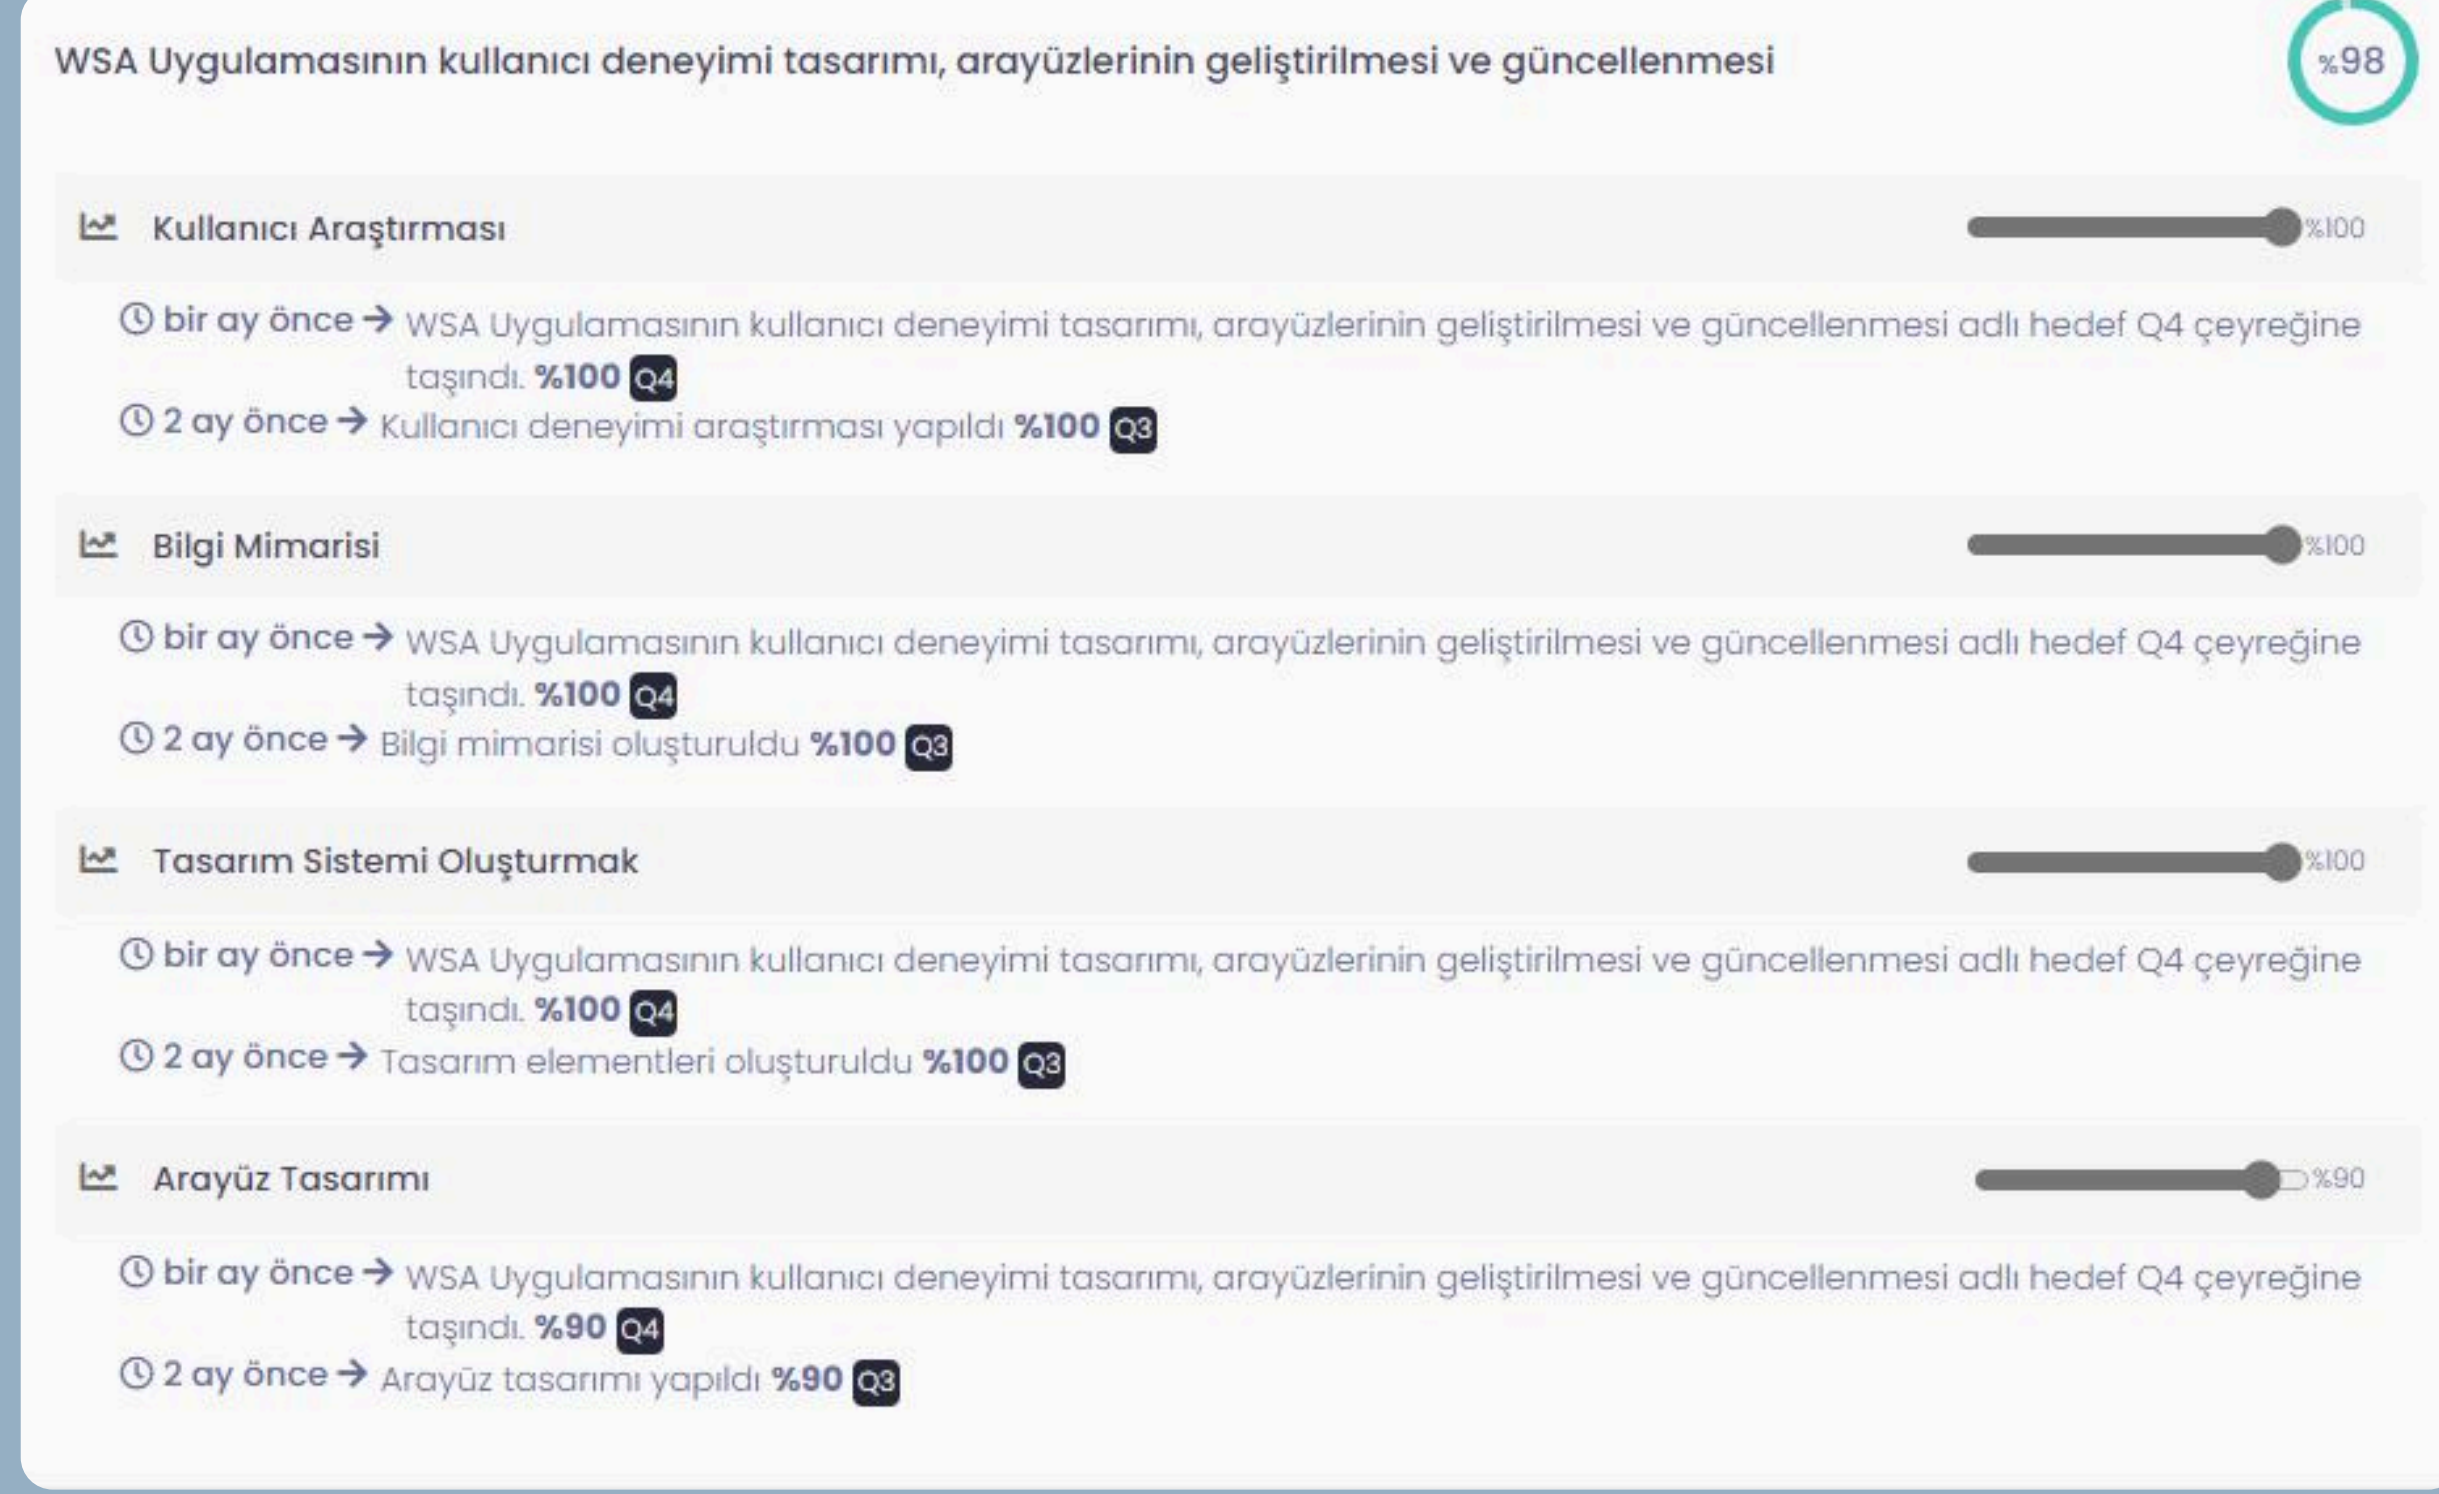 WSA Uygulamasının kullanıcı deneyimi tasarımı, arayüzlerinin geliştirilmesi ve güncellenmesi %98
Kullanıcı Araştırması %100
bir ay önce → WSA Uygulamasının kullanıcı deneyimi tasarımı, arayüzlerinin geliştirilmesi ve güncellenmesi adlı hedef Q4 çeyreğine
taşındı. %100 Q4
2 ay önce → Kullanıcı deneyimi araştırması yapıldı %100 Q3
Bilgi Mimarisi %100
bir ay önce → WSA Uygulamasının kullanıcı deneyimi tasarımı, arayüzlerinin geliştirilmesi ve güncellenmesi adlı hedef Q4 çeyreğine
taşındı. %100 Q4
2 ay önce → Bilgi mimarisi oluşturuldu %100 Q3
Tasarım Sistemi Oluşturmak %100
bir ay önce → WSA Uygulamasının kullanıcı deneyimi tasarımı, arayüzlerinin geliştirilmesi ve güncellenmesi adlı hedef Q4 çeyreğine
taşındı. %100 Q4
2 ay önce → Tasarım elementleri oluşturuldu %100 Q3
Arayüz Tasarımı %90
bir ay önce → WSA Uygulamasının kullanıcı deneyimi tasarımı, arayüzlerinin geliştirilmesi ve güncellenmesi adlı hedef Q4 çeyreğine
taşındı. %90 Q4
2 ay önce → Arayüz tasarımı yapıldı %90 Q3